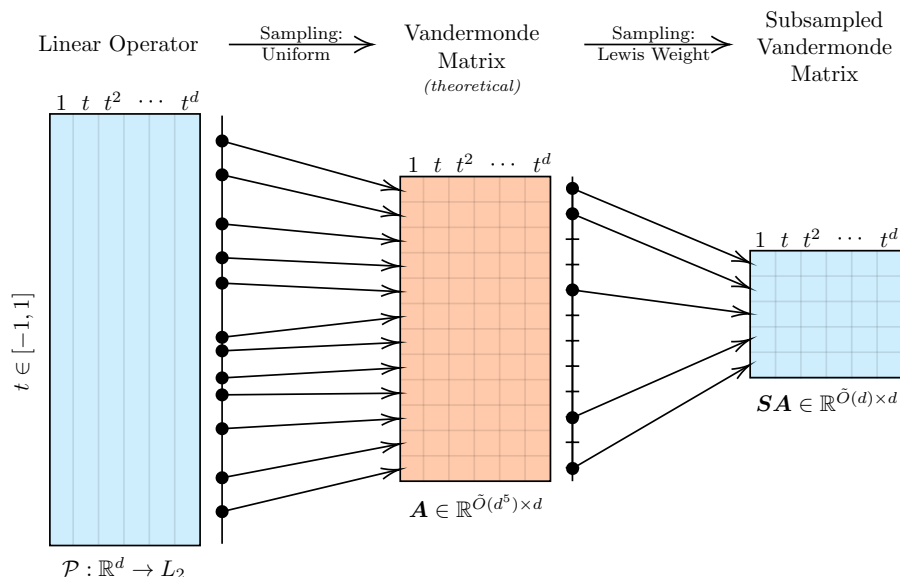 Linear Operator
Sampling:
Uniform
Vandermonde
Matrix
(theoretical)
Sampling:
Lewis Weight
Subsampled
Vandermonde
Matrix
1 t t² ··· t^d
1 t t² ··· t^d
1 t t² ··· t^d
t ∈ [−1, 1]
𝒫 : ℝ^d → L₂
𝑨 ∈ ℝ^{Õ(d⁵)×d}
𝑺𝑨 ∈ ℝ^{Õ(d)×d}